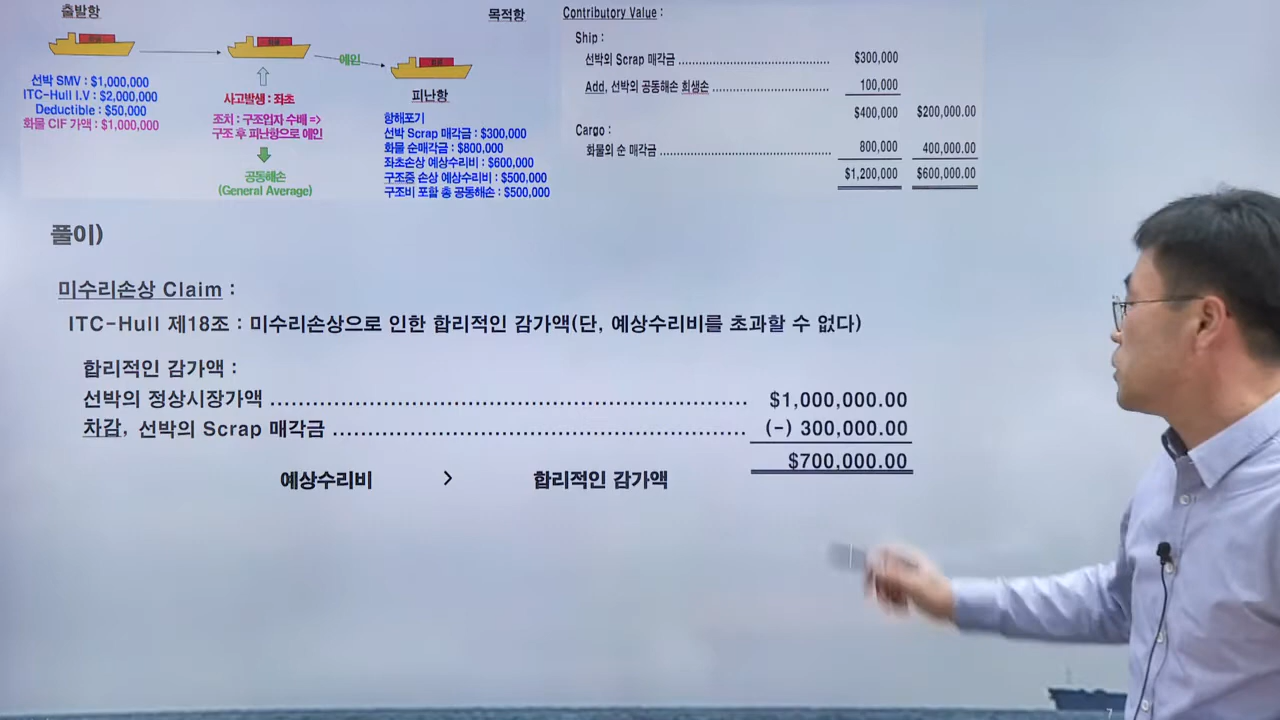 출발항
목적항
예인
선박 SMV : $1,000,000
ITC-Hull I.V : $2,000,000
Deductible : $50,000
화물 CIF 가액 : $1,000,000
사고발생 : 좌초
조치 : 구조업자 수배 =>
구조 후 피난항으로 예인
공동해손
(General Average)
피난항
항해포기
선박 Scrap 매각금 : $300,000
화물 순매각금 : $800,000
좌초손상 예상수리비 : $600,000
구조중 손상 예상수리비 : $500,000
구조비 포함 총 공동해손 : $500,000
Contributory Value :
Ship :
선박의 Scrap 매각금 ........................................ $300,000
Add, 선박의 공동해손 희생손 ............................... 100,000
$400,000 $200,000.00
Cargo :
화물외 순 매각금 ............................................. 800,000 400,000.00
$1,200,000 $600,000.00
풀이)
미수리손상 Claim :
ITC-Hull 제18조 : 미수리손상으로 인한 합리적인 감가액(단, 예상수리비를 초과할 수 없다)
합리적인 감가액 :
선박의 정상시장가액 ........................................................ $1,000,000.00
차감, 선박의 Scrap 매각금 ................................................ (-) 300,000.00
$700,000.00
예상수리비 > 합리적인 감가액
7